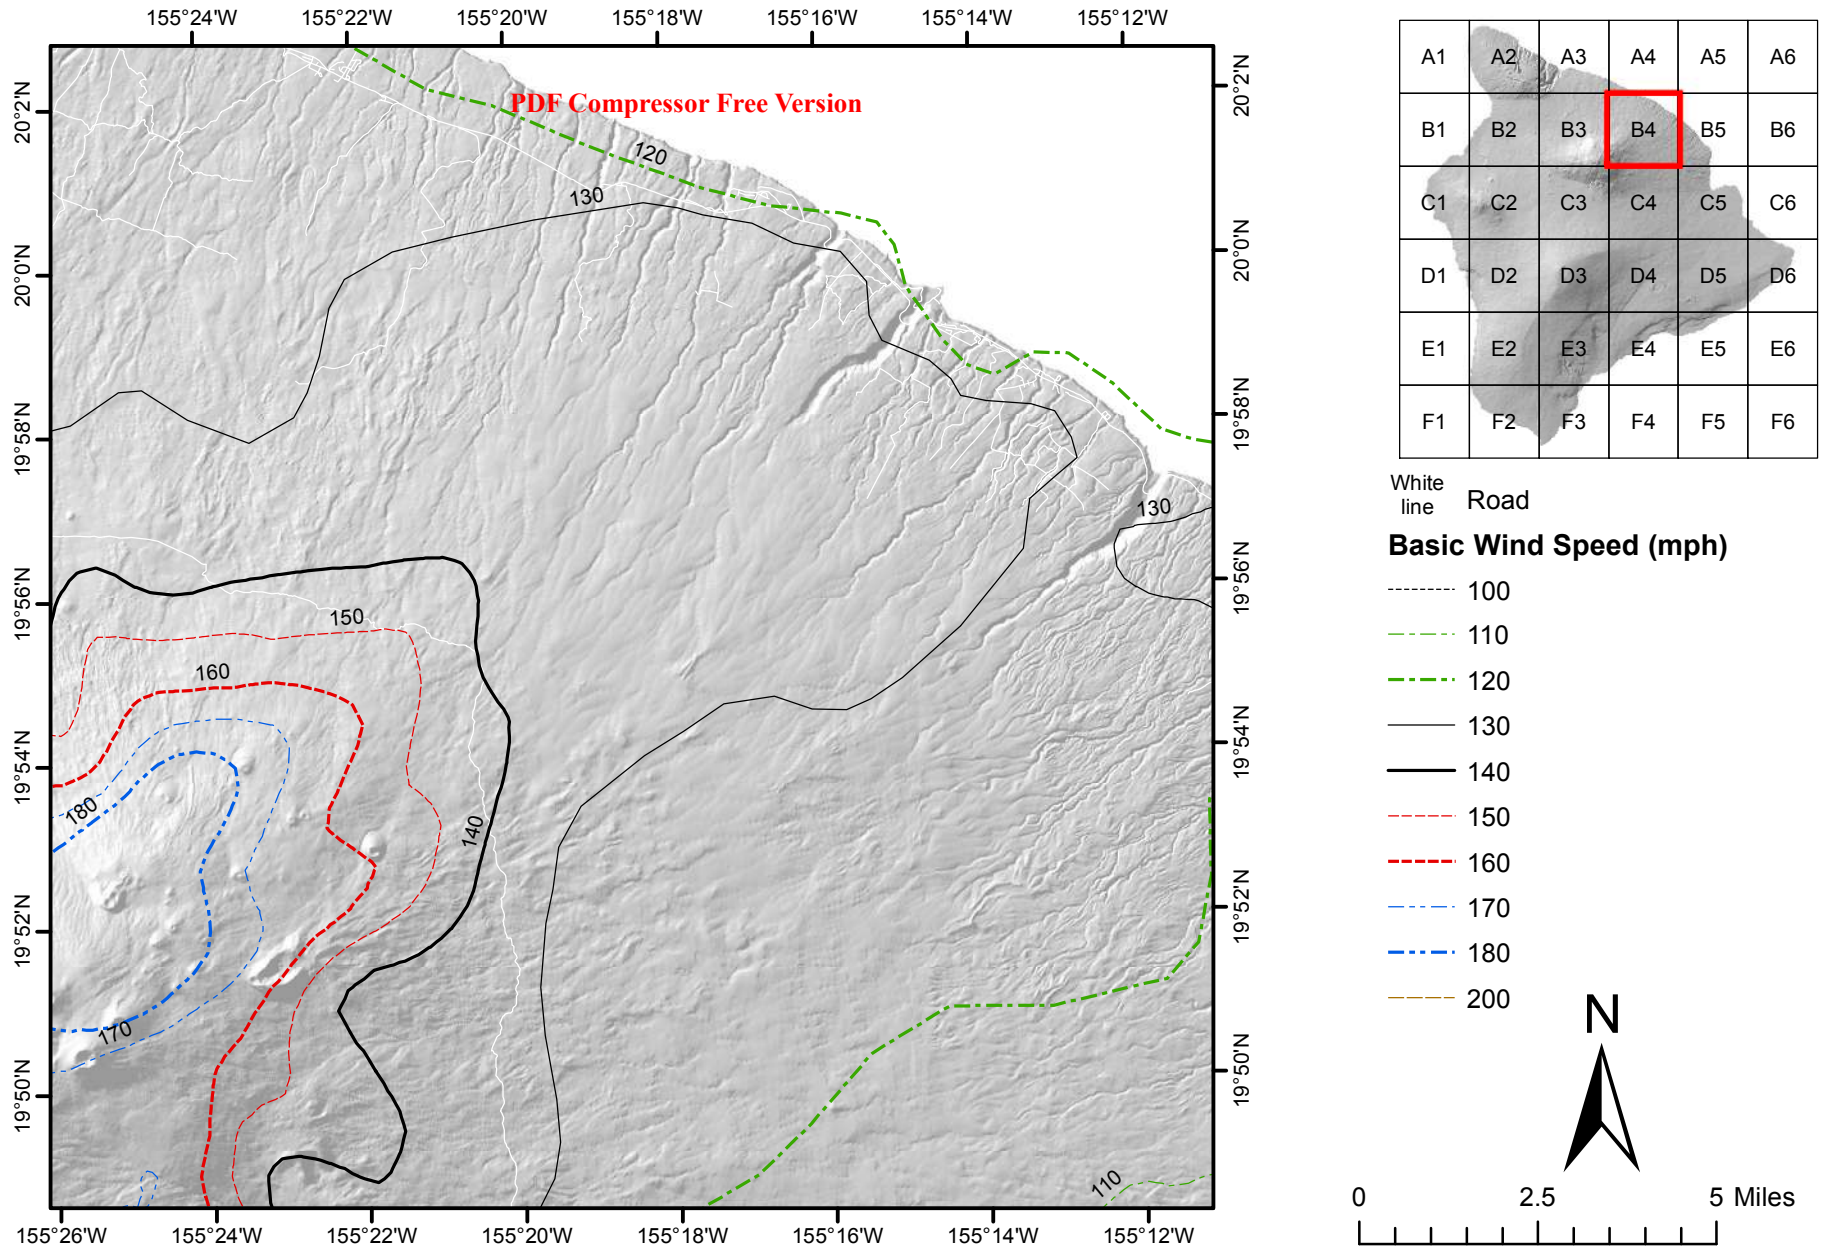 155°24'W 155°22'W 155°20'W 155°18'W 155°16'W 155°14'W 155°12'W
20°2'N
20°0'N
19°58'N
19°56'N
19°54'N
19°52'N
19°50'N
PDF Compressor Free Version
120
130
130
150
160
180
140
170
110
20°2'N
20°0'N
19°58'N
19°56'N
19°54'N
19°52'N
19°50'N
155°26'W 155°24'W 155°22'W 155°20'W 155°18'W 155°16'W 155°14'W 155°12'W
A1 A2 A3 A4 A5 A6
B1 B2 B3 B4 B5 B6
C1 C2 C3 C4 C5 C6
D1 D2 D3 D4 D5 D6
E1 E2 E3 E4 E5 E6
F1 F2 F3 F4 F5 F6
White
line Road
Basic Wind Speed (mph)
100
110
120
130
140
150
160
170
180
200
N
0 2.5 5 Miles